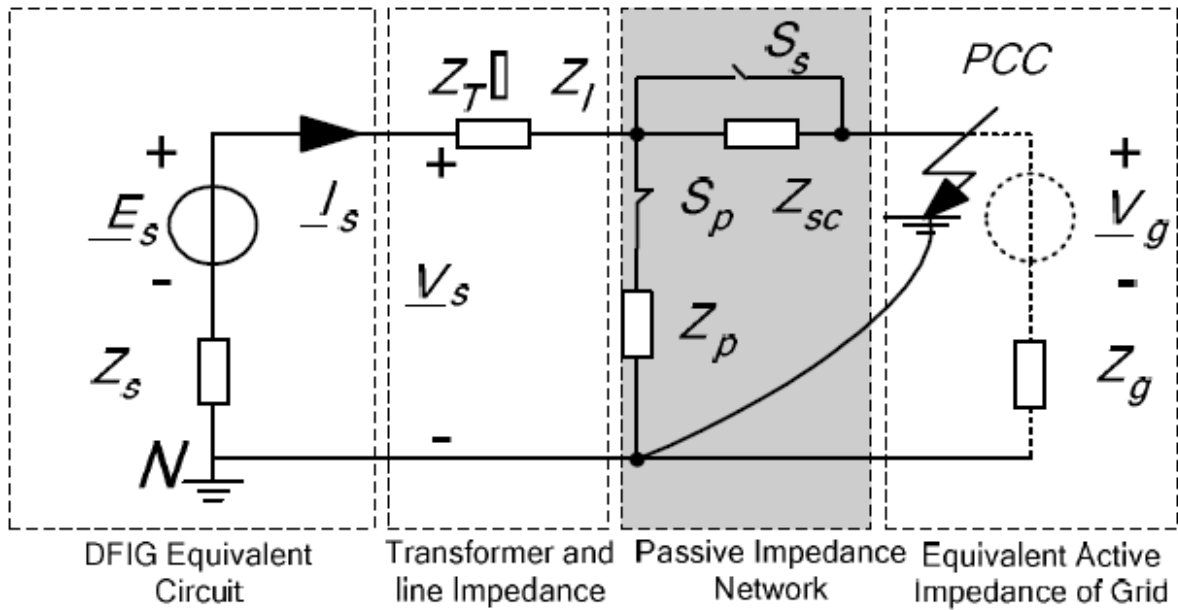 S_s
PCC
Z_T▯ Z_l
+
+
+
E_s
I_s
S_p
Z_sc
V_g
-
V_s
-
Z_s
Z_p
Z_g
-
N
DFIG Equivalent
Circuit
Transformer and
line Impedance
Passive Impedance
Network
Equivalent Active
Impedance of Grid